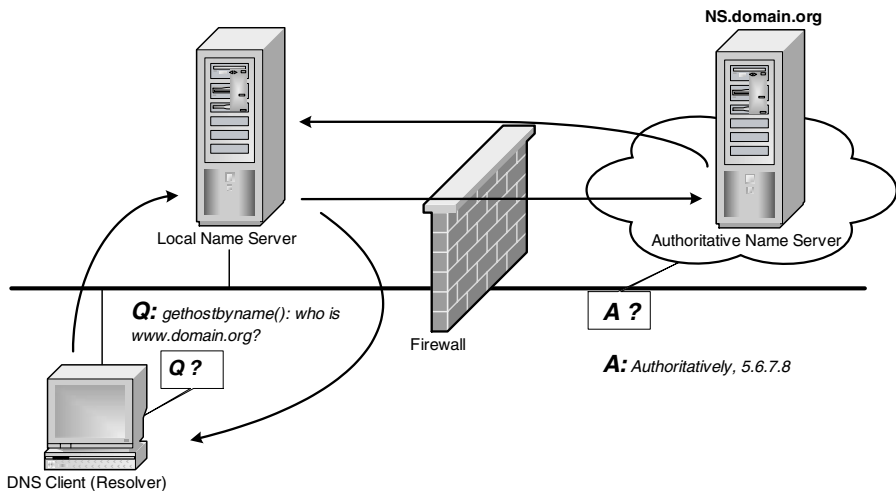 NS.domain.org
Local Name Server
Authoritative Name Server
Q: gethostbyname(): who is
www.domain.org?
A ?
Firewall
Q ?
A: Authoritatively, 5.6.7.8
DNS Client (Resolver)